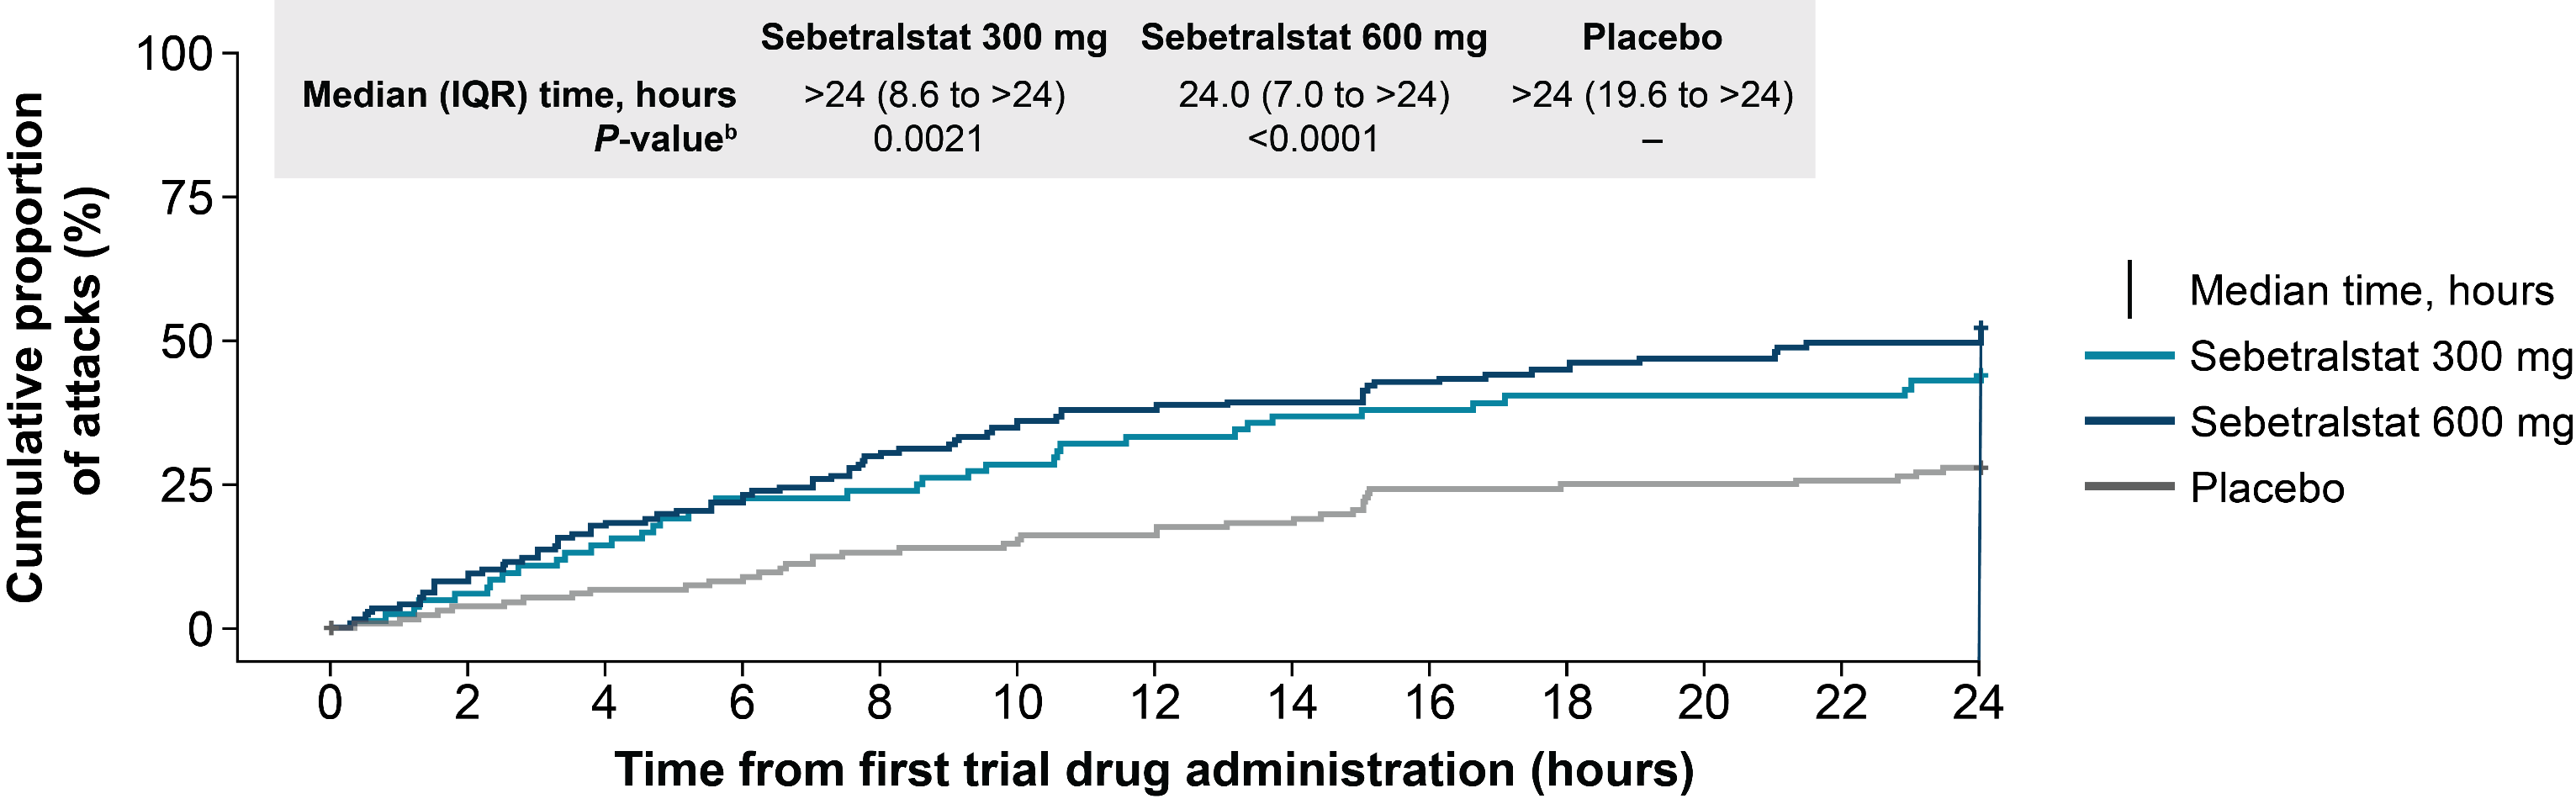 Sebetralstat 300 mg Sebetralstat 600 mg Placebo
Median (IQR) time, hours >24 (8.6 to >24) 24.0 (7.0 to >24) >24 (19.6 to >24)
P-valueᵇ 0.0021 <0.0001 –
Cumulative proportion
of attacks (%)
100
75
50
25
0
Median time, hours
Sebetralstat 300 mg
Sebetralstat 600 mg
Placebo
0 2 4 6 8 10 12 14 16 18 20 22 24
Time from first trial drug administration (hours)